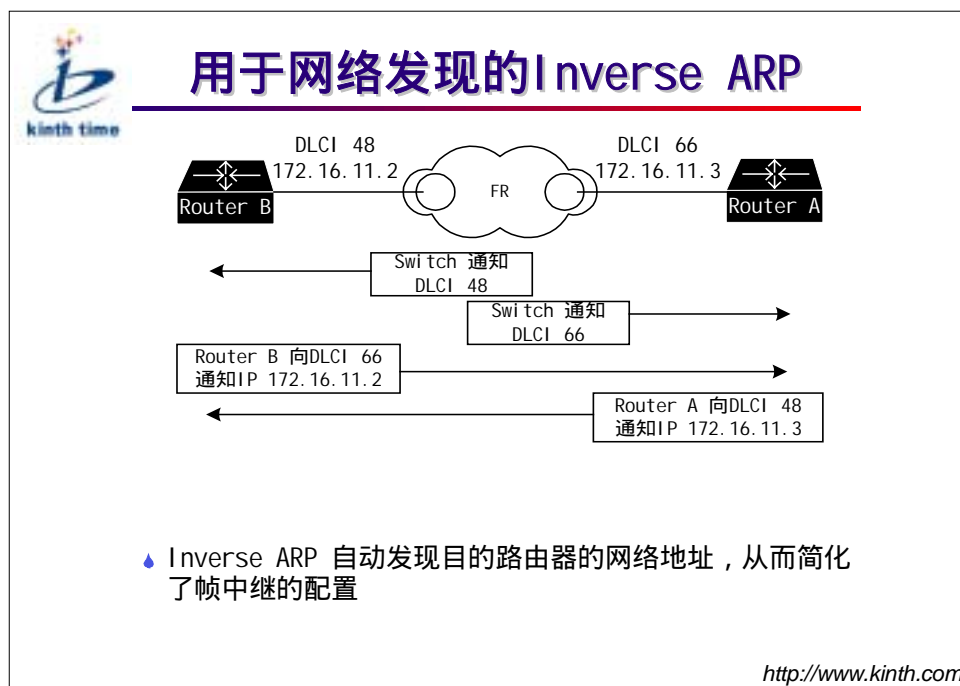 用于网络发现的Inverse ARP
kinth time
DLCI 48
172.16.11.2
DLCI 66
172.16.11.3
FR
Router B
Router A
Switch 通知
DLCI 48
Switch 通知
DLCI 66
Router B 向DLCI 66
通知IP 172.16.11.2
Router A 向DLCI 48
通知IP 172.16.11.3
Inverse ARP 自动发现目的路由器的网络地址，从而简化
了帧中继的配置
http://www.kinth.com